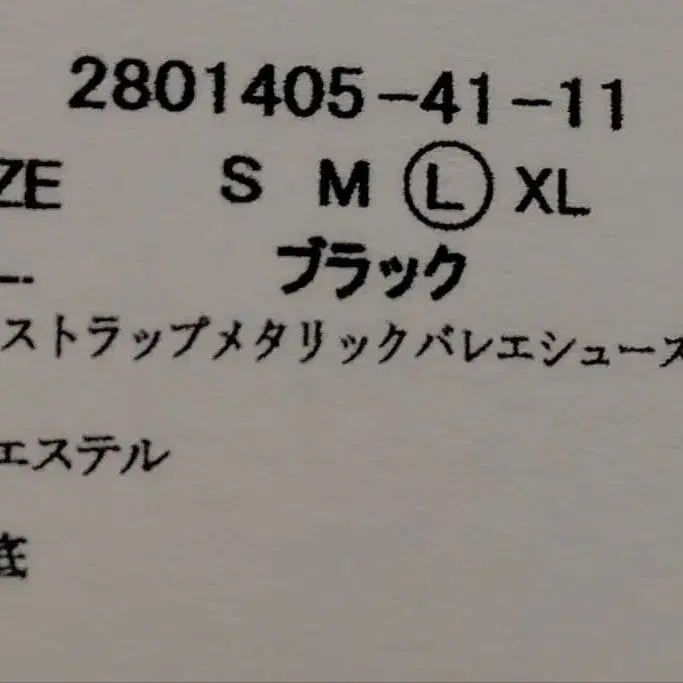 2801405-41-11
ZE S M L XL
ブラック
ストラップメタリックバレエシューズ
エステル
底